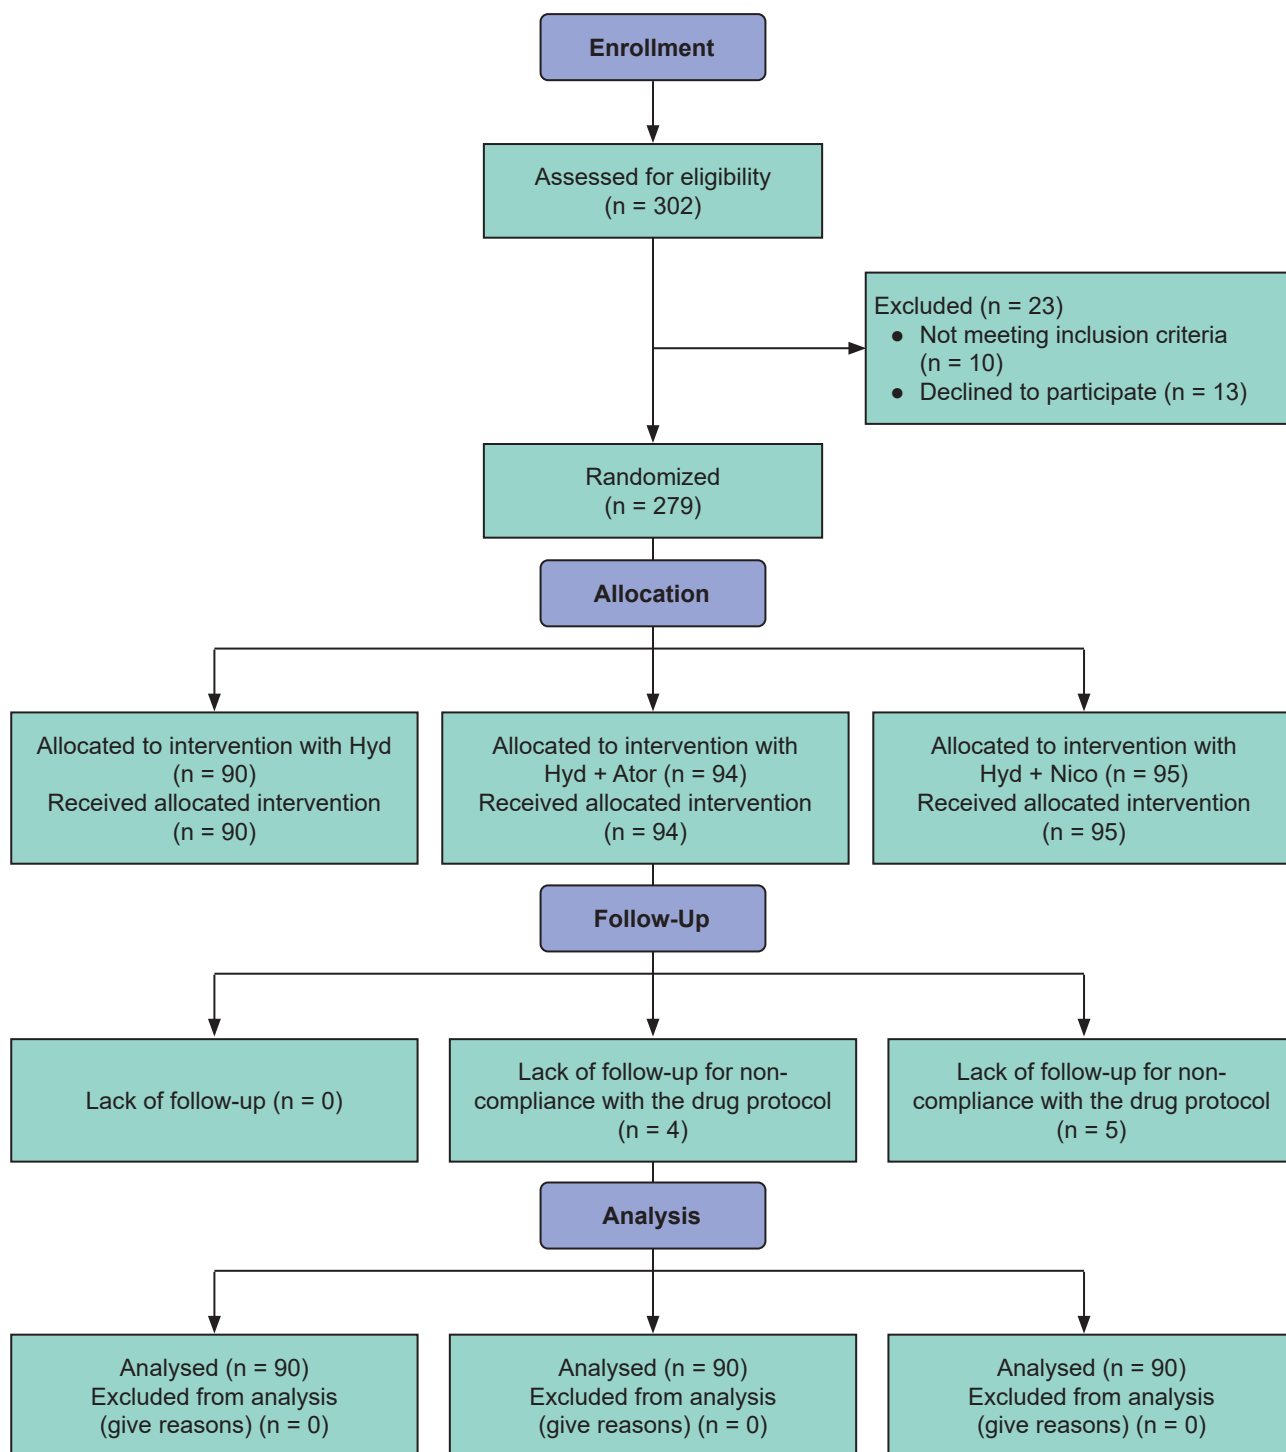 Enrollment
Assessed for eligibility
(n = 302)
Excluded (n = 23)
● Not meeting inclusion criteria
(n = 10)
● Declined to participate (n = 13)
Randomized
(n = 279)
Allocation
Allocated to intervention with Hyd
(n = 90)
Received allocated intervention
(n = 90)
Allocated to intervention with
Hyd + Ator (n = 94)
Received allocated intervention
(n = 94)
Allocated to intervention with
Hyd + Nico (n = 95)
Received allocated intervention
(n = 95)
Follow-Up
Lack of follow-up (n = 0)
Lack of follow-up for non-
compliance with the drug protocol
(n = 4)
Lack of follow-up for non-
compliance with the drug protocol
(n = 5)
Analysis
Analysed (n = 90)
Excluded from analysis
(give reasons) (n = 0)
Analysed (n = 90)
Excluded from analysis
(give reasons) (n = 0)
Analysed (n = 90)
Excluded from analysis
(give reasons) (n = 0)